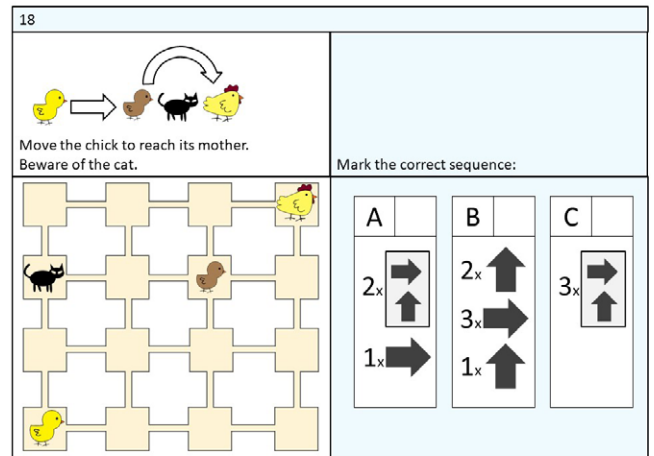 18
Move the chick to reach its mother.
Beware of the cat.
Mark the correct sequence:
A B C
2x
1x
2x
3x
1x
3x